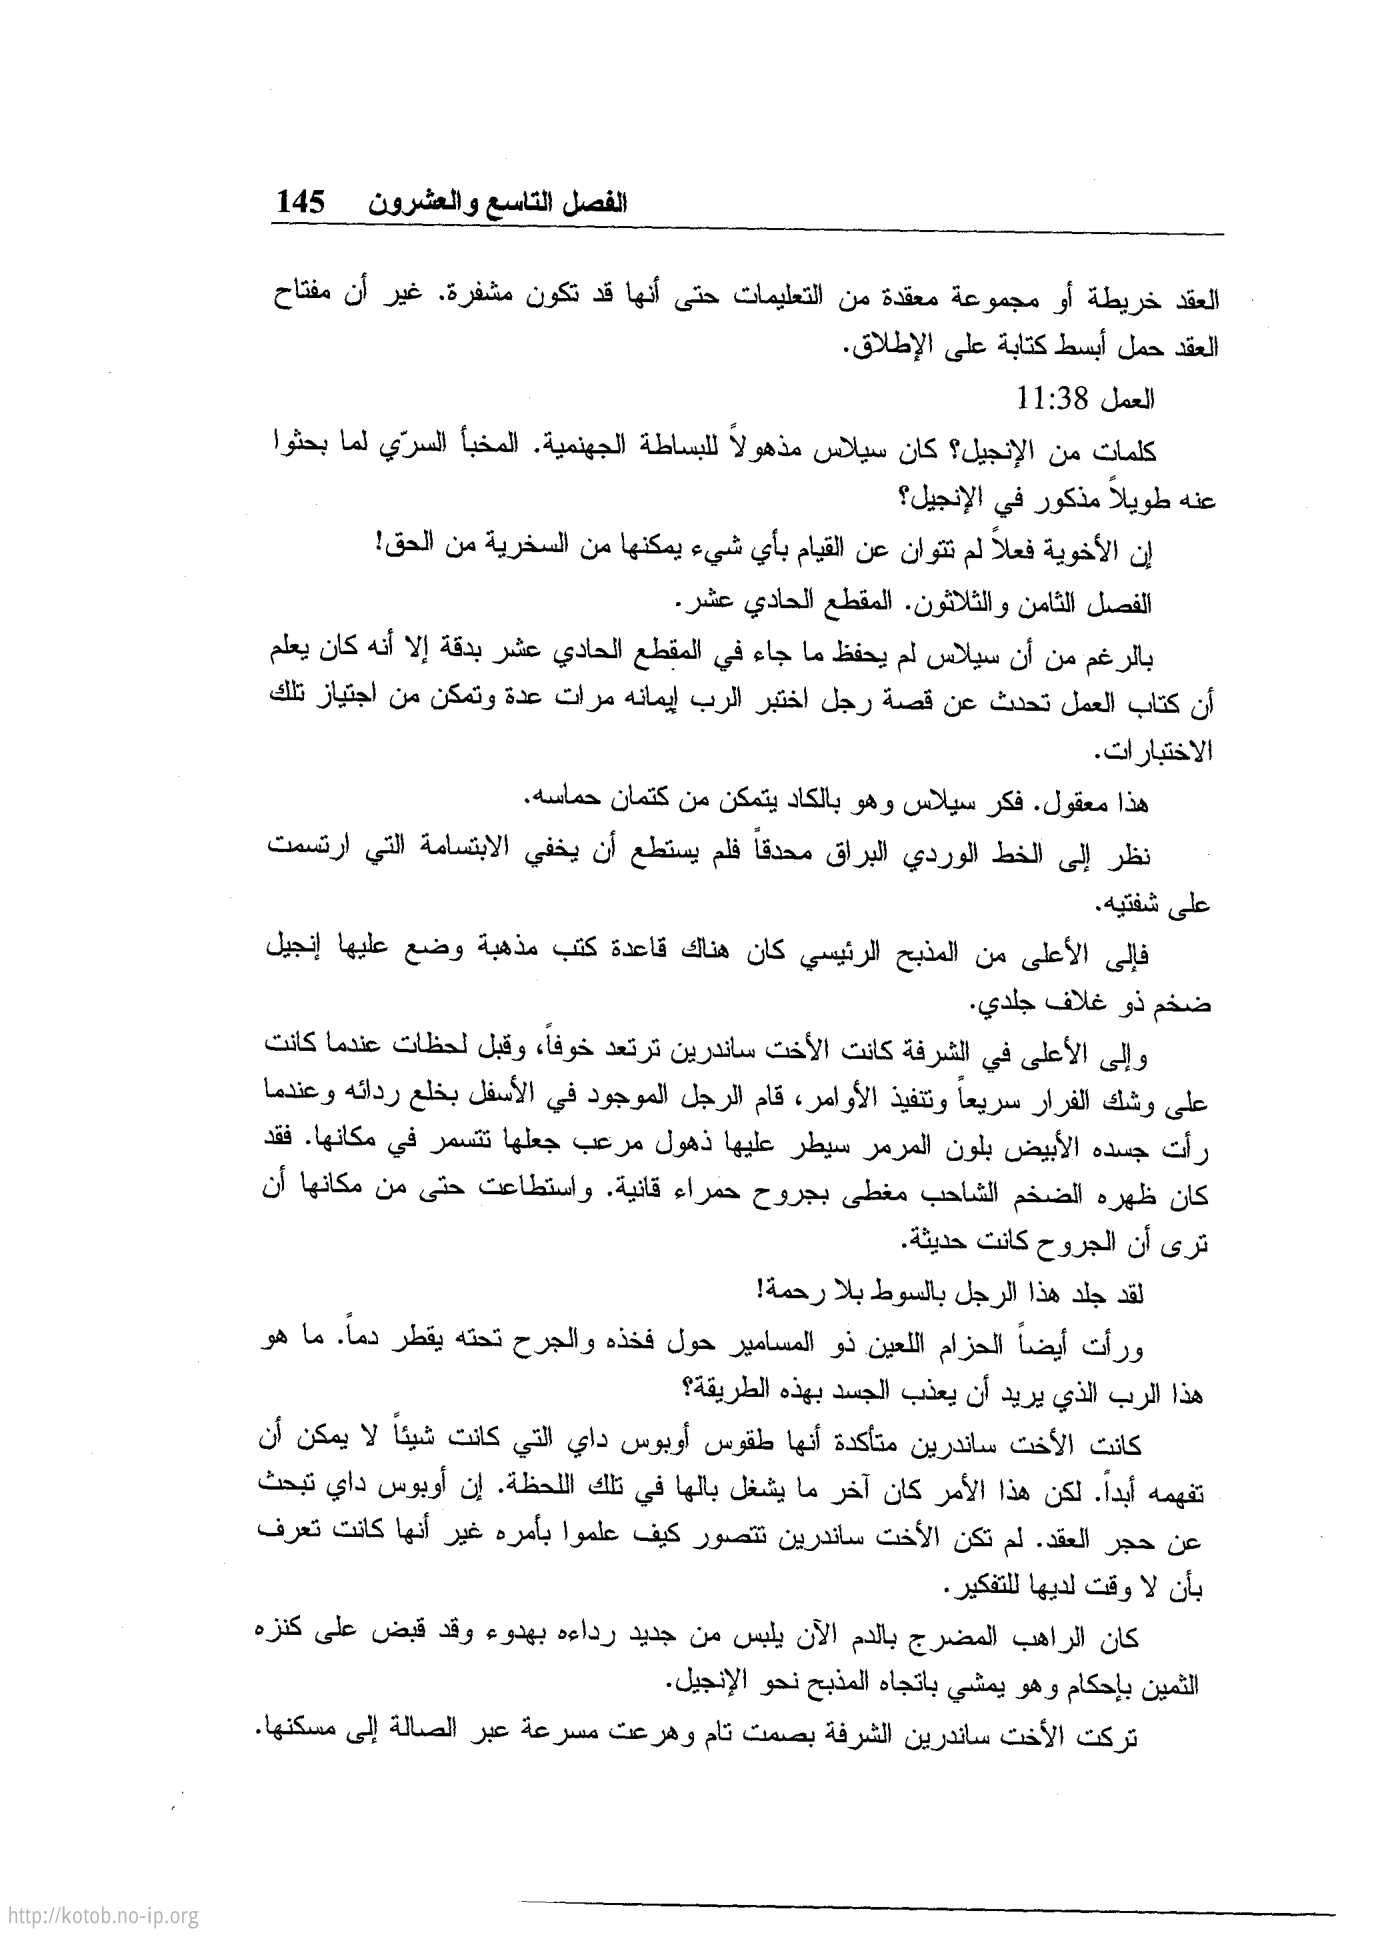 الفصل التاسع والعشرون 145
العقد خريطة أو مجموعة معقدة من التعليمات حتى أنها قد تكون مشفرة. غير أن مفتاح
العقد حمل أبسط كتابة على الإطلاق.
العمل 11:38
كلمات من الإنجيل؟ كان سيلاس مذهولاً للبساطة الجهنمية. المخبأ السرّي لما بحثوا
عنه طويلاً مذكور في الإنجيل؟
إن الأخوية فعلاً لم تتوان عن القيام بأي شيء يمكنها من السخرية من الحق!
الفصل الثامن والثلاثون. المقطع الحادي عشر.
بالرغم من أن سيلاس لم يحفظ ما جاء في المقطع الحادي عشر بدقة إلا أنه كان يعلم
أن كتاب العمل تحدث عن قصة رجل اختبر الرب إيمانه مرات عدة وتمكن من اجتياز تلك
الاختبارات.
هذا معقول. فكر سيلاس وهو بالكاد يتمكن من كتمان حماسه.
نظر إلى الخط الوردي البراق محدقاً فلم يستطع أن يخفي الابتسامة التي ارتسمت
على شفتيه.
فإلى الأعلى من المذبح الرئيسي كان هناك قاعدة كتب مذهبة وضع عليها إنجيل
ضخم ذو غلاف جلدي.
وإلى الأعلى في الشرفة كانت الأخت ساندرين ترتعد خوفاً، وقبل لحظات عندما كانت
على وشك الفرار سريعاً وتنفيذ الأوامر، قام الرجل الموجود في الأسفل بخلع ردائه وعندما
رأت جسده الأبيض بلون المرمر سيطر عليها ذهول مرعب جعلها تتسمر في مكانها. فقد
كان ظهره الضخم الشاحب مغطى بجروح حمراء قانية. واستطاعت حتى من مكانها أن
ترى أن الجروح كانت حديثة.
لقد جلد هذا الرجل بالسوط بلا رحمة!
ورأت أيضاً الحزام اللعين ذو المسامير حول فخذه والجرح تحته يقطر دماً. ما هو
هذا الرب الذي يريد أن يعذب الجسد بهذه الطريقة؟
كانت الأخت ساندرين متأكدة أنها طقوس أوبوس داي التي كانت شيئاً لا يمكن أن
تفهمه أبداً. لكن هذا الأمر كان آخر ما يشغل بالها في تلك اللحظة. إن أوبوس داي تبحث
عن حجر العقد. لم تكن الأخت ساندرين تتصور كيف علموا بأمره غير أنها كانت تعرف
بأن لا وقت لديها للتفكير.
كان الراهب المضرج بالدم الآن يلبس من جديد رداءه بهدوء وقد قبض على كنزه
الثمين بإحكام وهو يمشي باتجاه المذبح نحو الإنجيل.
تركت الأخت ساندرين الشرفة بصمت تام وهرعت مسرعة عبر الصالة إلى مسكنها.
http://kotob.no-ip.org